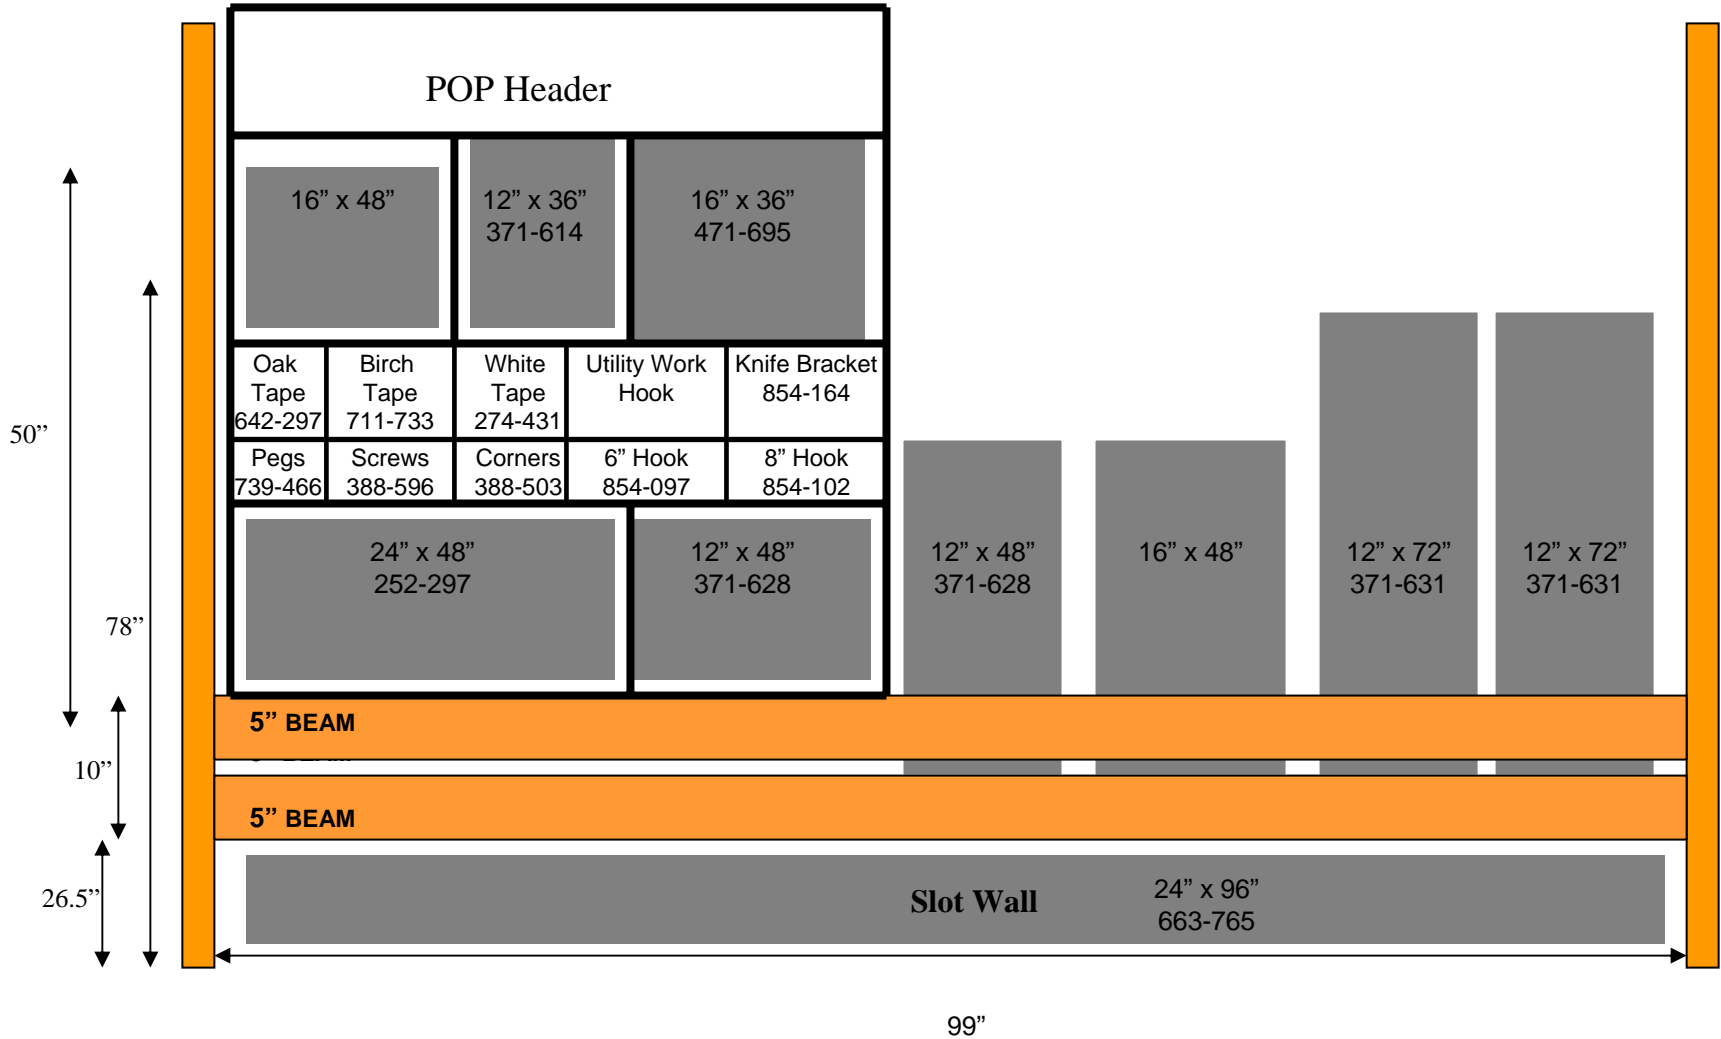 POP Header
16” x 48”
12” x 36”
371-614
16” x 36”
471-695
Oak
Tape
642-297
Birch
Tape
711-733
White
Tape
274-431
Utility Work
Hook
Knife Bracket
854-164
Pegs
739-466
Screws
388-596
Corners
388-503
6” Hook
854-097
8” Hook
854-102
24” x 48”
252-297
12” x 48”
371-628
12” x 48”
371-628
16” x 48”
12” x 72”
371-631
12” x 72”
371-631
50”
78”
10”
26.5”
5” BEAM
5” BEAM
Slot Wall
24” x 96”
663-765
99”